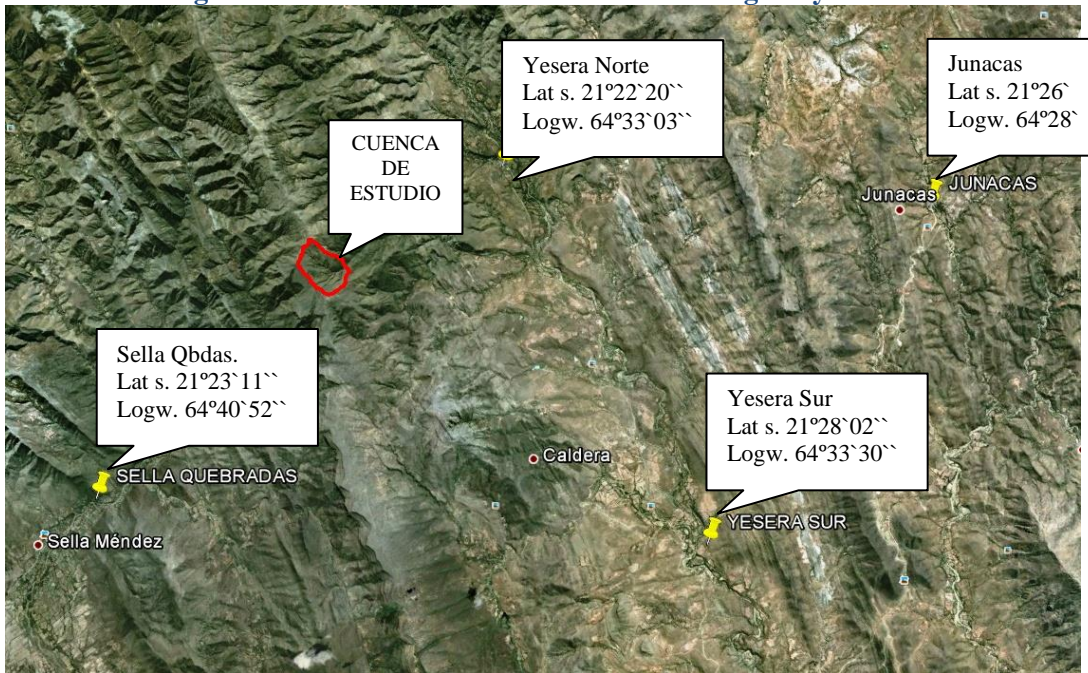 Yesera Norte
Lat s. 21º22`20``
Logw. 64º33`03``
Junacas
Lat s. 21º26`
Logw. 64º28`
CUENCA
DE
ESTUDIO
Junacas
JUNACAS
Sella Qbdas.
Lat s. 21º23`11``
Logw. 64º40`52``
Yesera Sur
Lat s. 21º28`02``
Logw. 64º33`30``
Caldera
SELLA QUEBRADAS
YESERA SUR
Sella Méndez